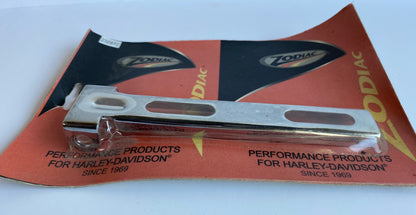 ZODIAC
ZODIAC
ZODIAC
ZODIAC
PERFORMANCE PRODUCTS
FOR HARLEY-DAVIDSON®
SINCE 1969
PERFORMANCE PRODUCTS
FOR HARLEY-DAVIDSON®
SINCE 1969